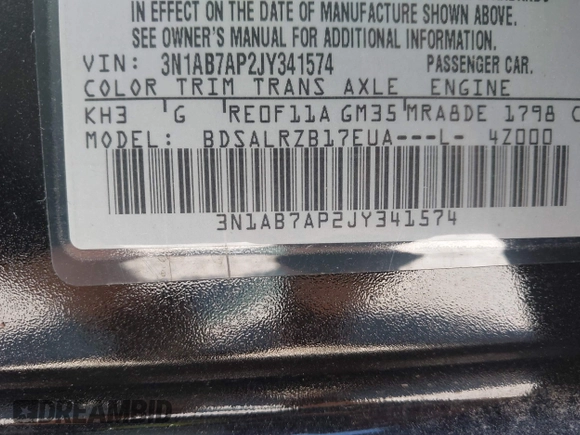 IN EFFECT ON THE DATE OF MANUFACTURE SHOWN ABOVE.
SEE OWNER'S MANUAL FOR ADDITIONAL INFORMATION.
VIN: 3N1AB7AP2JY341574 PASSENGER CAR.
COLOR TRIM TRANS AXLE ENGINE
KH3 G RE0F11A GM35 MRA8DE 1798 C
MODEL: BDSALRZB17EUA---L- 4Z000
3N1AB7AP2JY341574
DREAMBID